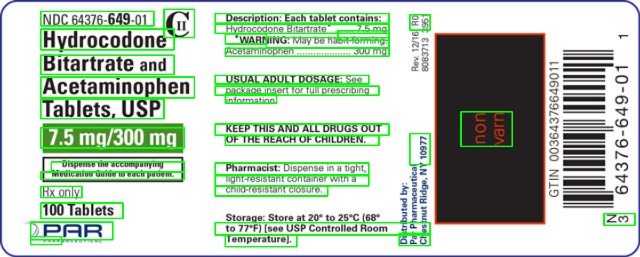 NDC 64376-649-01
CII
Hydrocodone
Bitartrate and
Acetaminophen
Tablets, USP
7.5 mg/300 mg
Dispense the accompanying
Medication Guide to each patient.
Rx only
100 Tablets
PAR
PHARMACEUTICAL
Description: Each tablet contains:
Hydrocodone Bitartrate* ........ 7.5 mg
*WARNING: May be habit-forming.
Acetaminophen .................... 300 mg
USUAL ADULT DOSAGE: See
package insert for full prescribing
information.
KEEP THIS AND ALL DRUGS OUT
OF THE REACH OF CHILDREN.
Pharmacist: Dispense in a tight,
light-resistant container with a
child-resistant closure.
Storage: Store at 20° to 25°C (68°
to 77°F) [see USP Controlled Room
Temperature].
Rev. 12/16 R0
8083713 3951
Distributed by:
Par Pharmaceutical
Chestnut Ridge, NY 10977
non
varn
GTIN 00364376649011
N
3 64376-649-01 1